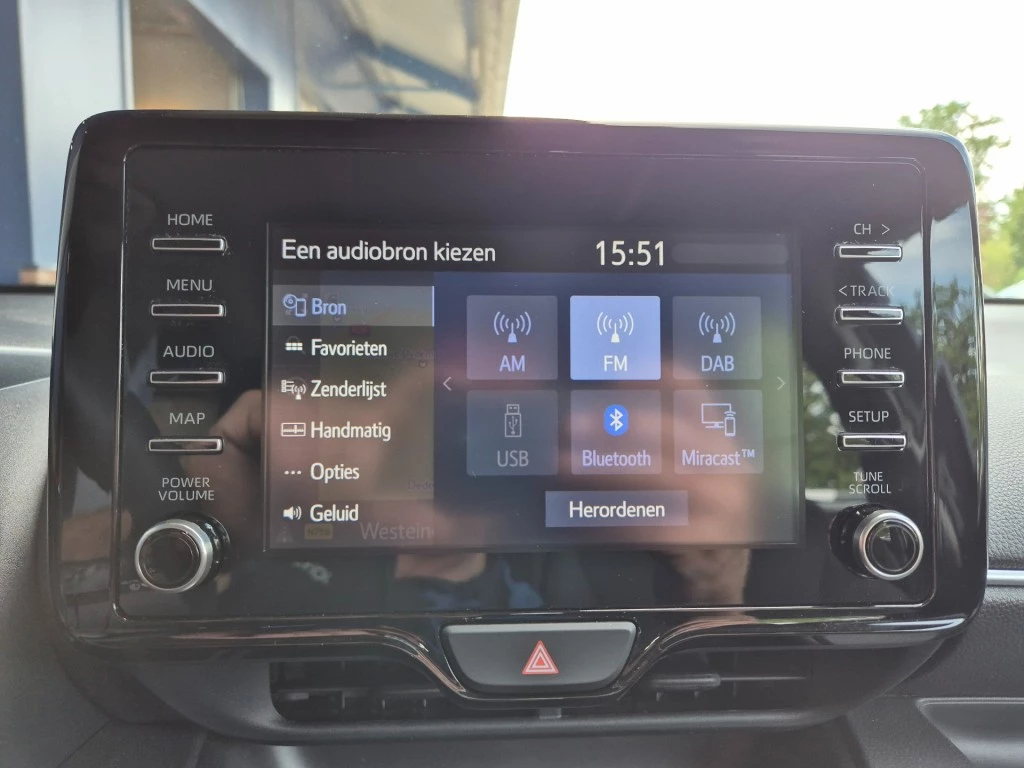 HOME
MENU
AUDIO
MAP
POWER
VOLUME
Een audiobron kiezen 15:51
Bron
Favorieten
Zenderlijst
Handmatig
Opties
Geluid
Westein
AM FM DAB
USB Bluetooth Miracast™
Herordenen
CH >
< TRACK
PHONE
SETUP
TUNE
SCROLL